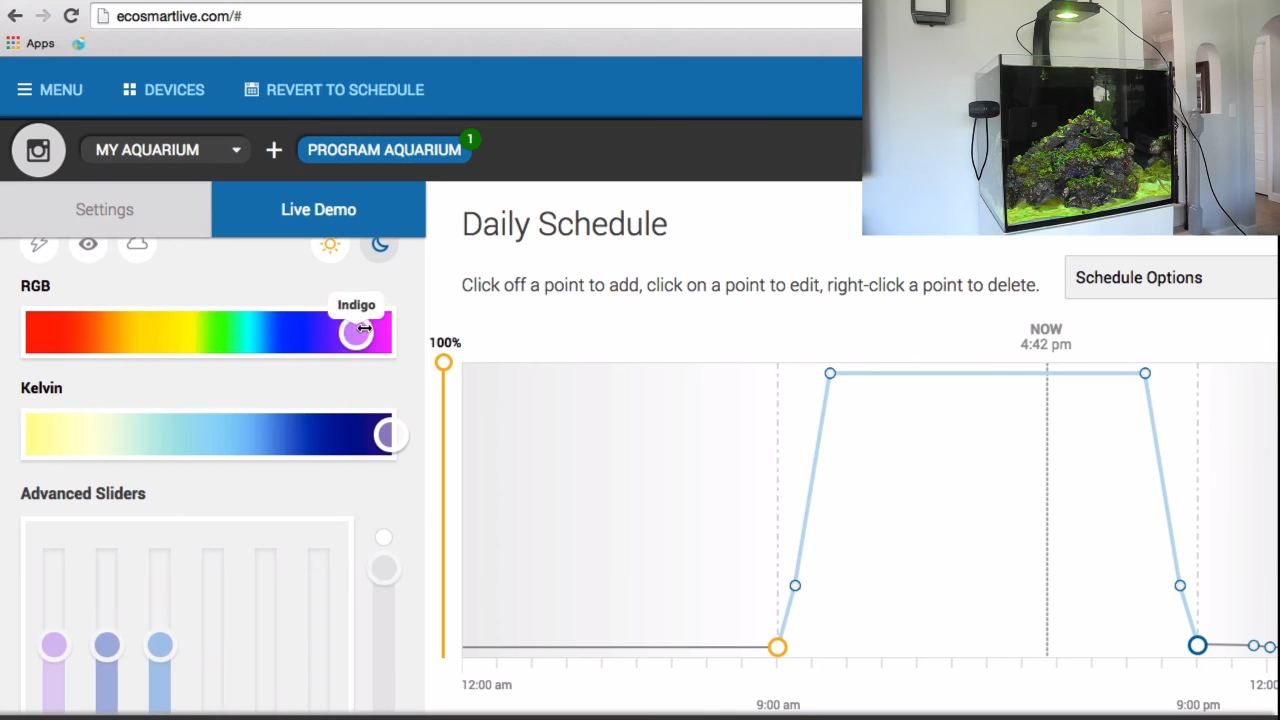 ecosmartlive.com/#
Apps
MENU
DEVICES
REVERT TO SCHEDULE
MY AQUARIUM
PROGRAM AQUARIUM
1
Settings
Live Demo
Daily Schedule
Click off a point to add, click on a point to edit, right-click a point to delete.
Schedule Options
RGB
Indigo
Kelvin
Advanced Sliders
100%
NOW
4:42 pm
12:00 am
9:00 am
9:00 pm
12:00